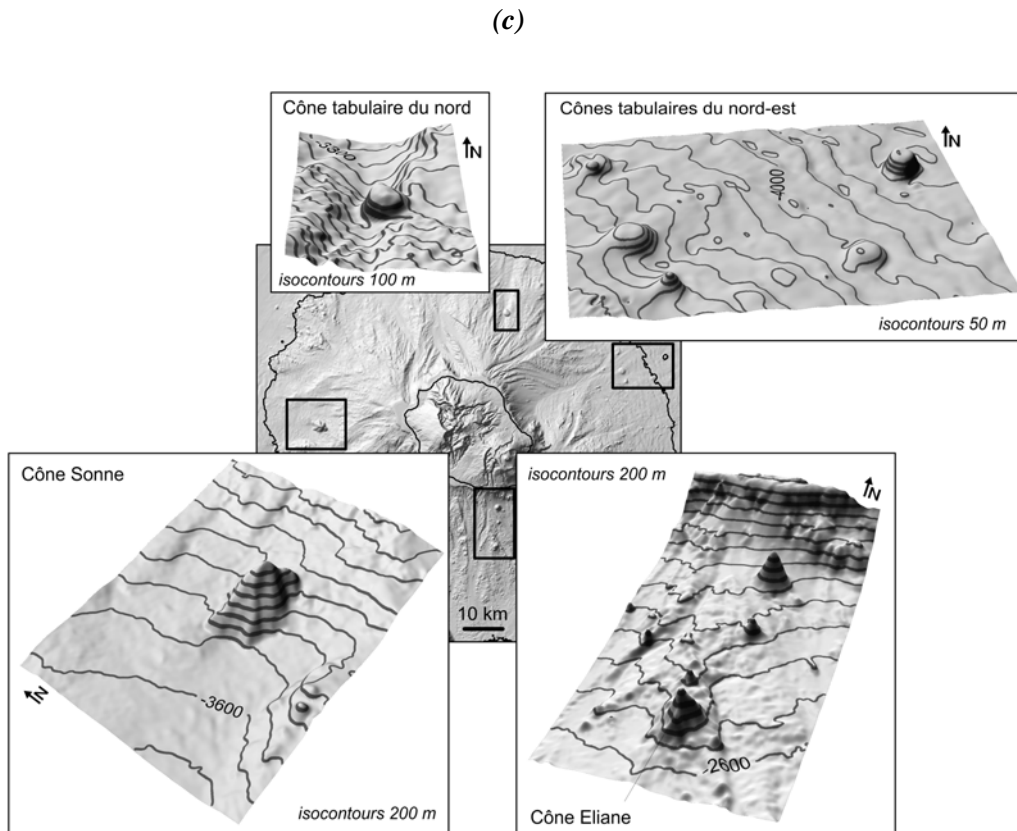 (c)
Cône tabulaire du nord
-3800
N
isocontours 100 m
Cônes tabulaires du nord-est
N
-4000
isocontours 50 m
10 km
Cône Sonne
N
-3600
isocontours 200 m
isocontours 200 m
N
-2600
Cône Eliane